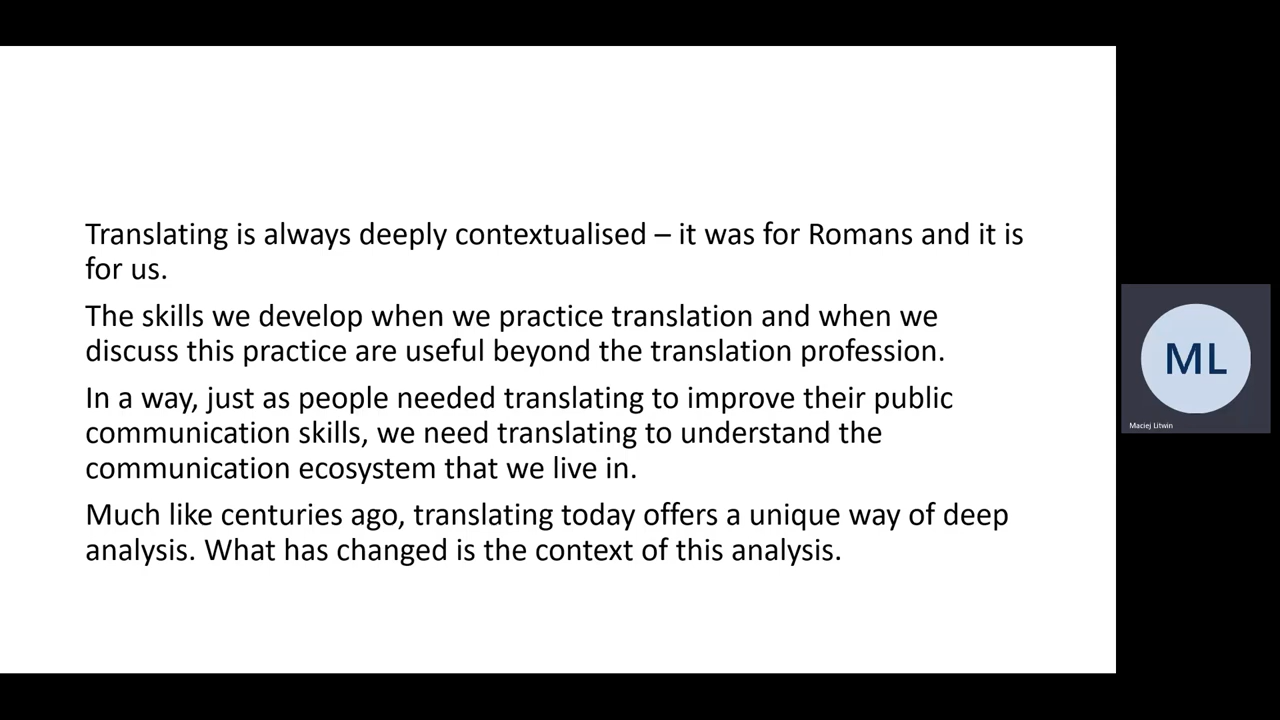 Translating is always deeply contextualised – it was for Romans and it is
for us.
The skills we develop when we practice translation and when we
discuss this practice are useful beyond the translation profession.
In a way, just as people needed translating to improve their public
communication skills, we need translating to understand the
communication ecosystem that we live in.
Much like centuries ago, translating today offers a unique way of deep
analysis. What has changed is the context of this analysis.
ML
Maciej Litwin